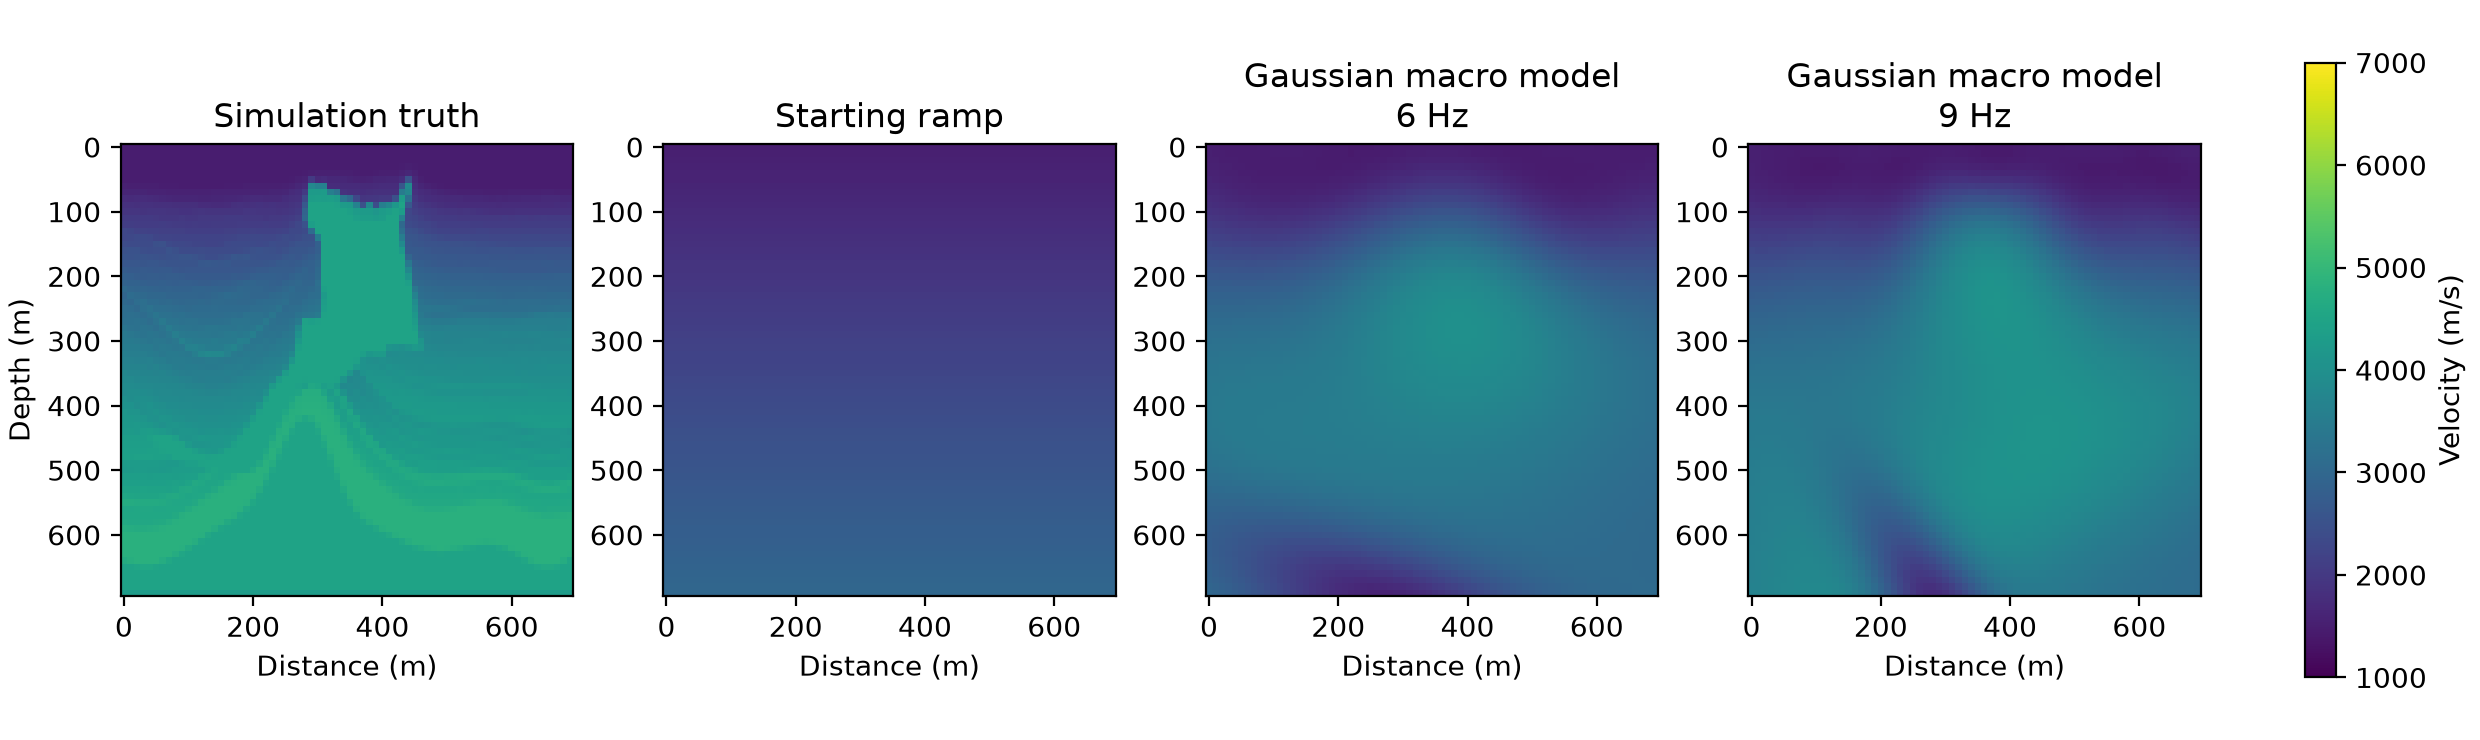 Simulation truth
Starting ramp
Gaussian macro model
6 Hz
Gaussian macro model
9 Hz
0
100
200
300
400
500
600
Depth (m)
0 200 400 600
Distance (m)
0
100
200
300
400
500
600
0 200 400 600
Distance (m)
0
100
200
300
400
500
600
0 200 400 600
Distance (m)
0
100
200
300
400
500
600
0 200 400 600
Distance (m)
7000
6000
5000
4000
3000
2000
1000
Velocity (m/s)